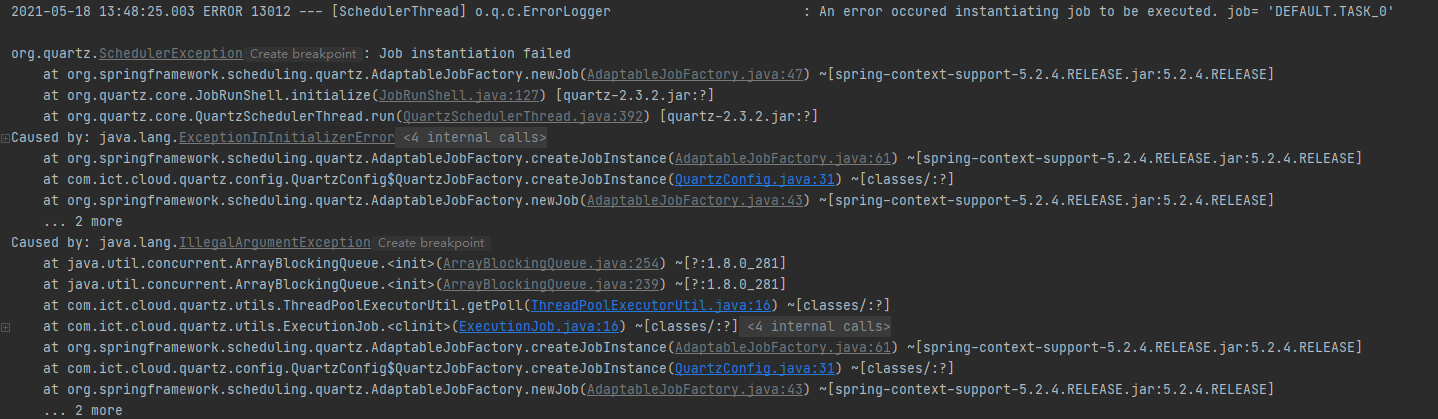 2021-05-18 13:48:25.003 ERROR 13012 --- [SchedulerThread] o.q.c.ErrorLogger                        : An error occured instantiating job to be executed. job= 'DEFAULT.TASK_0'
org.quartz.SchedulerException Create breakpoint : Job instantiation failed
at org.springframework.scheduling.quartz.AdaptableJobFactory.newJob(AdaptableJobFactory.java:47) ~[spring-context-support-5.2.4.RELEASE.jar:5.2.4.RELEASE]
at org.quartz.core.JobRunShell.initialize(JobRunShell.java:127) [quartz-2.3.2.jar:?]
at org.quartz.core.QuartzSchedulerThread.run(QuartzSchedulerThread.java:392) [quartz-2.3.2.jar:?]
Caused by: java.lang.ExceptionInInitializerError <4 internal calls>
at org.springframework.scheduling.quartz.AdaptableJobFactory.createJobInstance(AdaptableJobFactory.java:61) ~[spring-context-support-5.2.4.RELEASE.jar:5.2.4.RELEASE]
at com.ict.cloud.quartz.config.QuartzConfig$QuartzJobFactory.createJobInstance(QuartzConfig.java:31) ~[classes/:?]
at org.springframework.scheduling.quartz.AdaptableJobFactory.newJob(AdaptableJobFactory.java:43) ~[spring-context-support-5.2.4.RELEASE.jar:5.2.4.RELEASE]
... 2 more
Caused by: java.lang.IllegalArgumentException Create breakpoint
at java.util.concurrent.ArrayBlockingQueue.<init>(ArrayBlockingQueue.java:254) ~[?:1.8.0_281]
at java.util.concurrent.ArrayBlockingQueue.<init>(ArrayBlockingQueue.java:239) ~[?:1.8.0_281]
at com.ict.cloud.quartz.utils.ThreadPoolExecutorUtil.getPoll(ThreadPoolExecutorUtil.java:16) ~[classes/:?]
at com.ict.cloud.quartz.utils.ExecutionJob.<clinit>(ExecutionJob.java:16) ~[classes/:?] <4 internal calls>
at org.springframework.scheduling.quartz.AdaptableJobFactory.createJobInstance(AdaptableJobFactory.java:61) ~[spring-context-support-5.2.4.RELEASE.jar:5.2.4.RELEASE]
at com.ict.cloud.quartz.config.QuartzConfig$QuartzJobFactory.createJobInstance(QuartzConfig.java:31) ~[classes/:?]
at org.springframework.scheduling.quartz.AdaptableJobFactory.newJob(AdaptableJobFactory.java:43) ~[spring-context-support-5.2.4.RELEASE.jar:5.2.4.RELEASE]
... 2 more